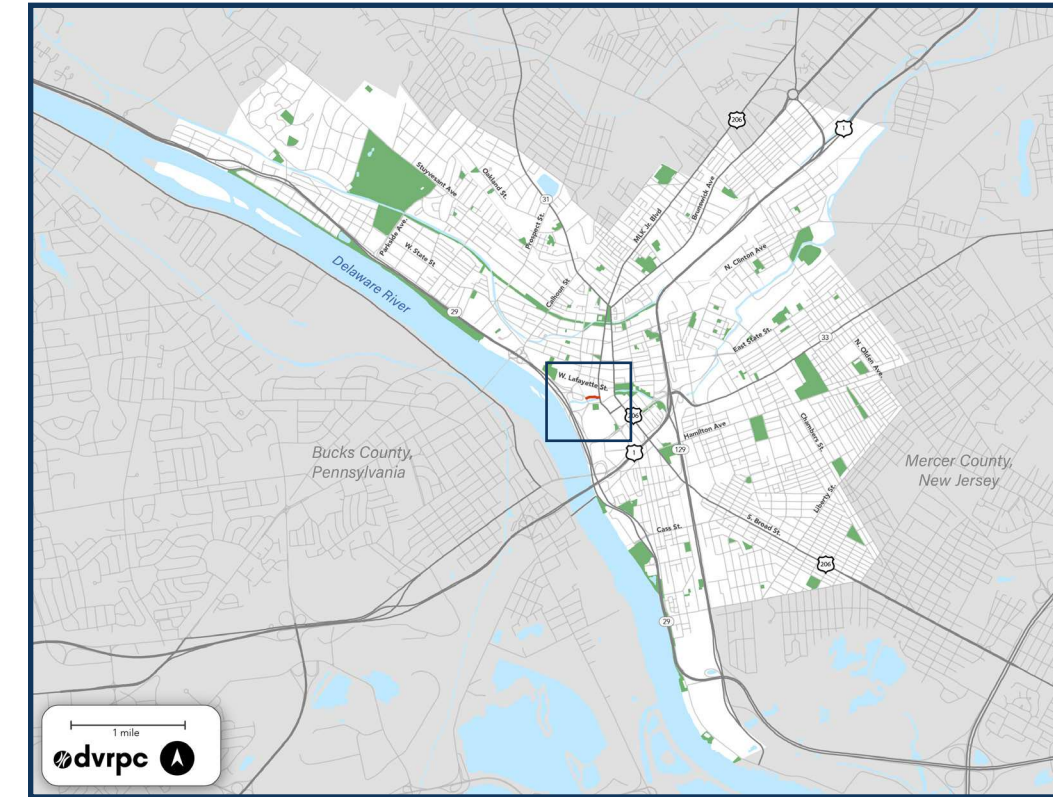 206
1
Stuyvesant Ave
Oakland St.
31
Prospect St.
MLK Jr. Blvd
Brunswick Ave
Parkside Ave.
W. State St
N. Clinton Ave
Delaware River
Calhoun St
29
East State St.
33
N. Olden Ave.
W. Lafayette St.
206
Chambers St.
Hamilton Ave
1
129
Bucks County,
Pennsylvania
Mercer County,
New Jersey
Liberty St.
S. Broad St.
Cass St.
206
29
1 mile
dvrpc